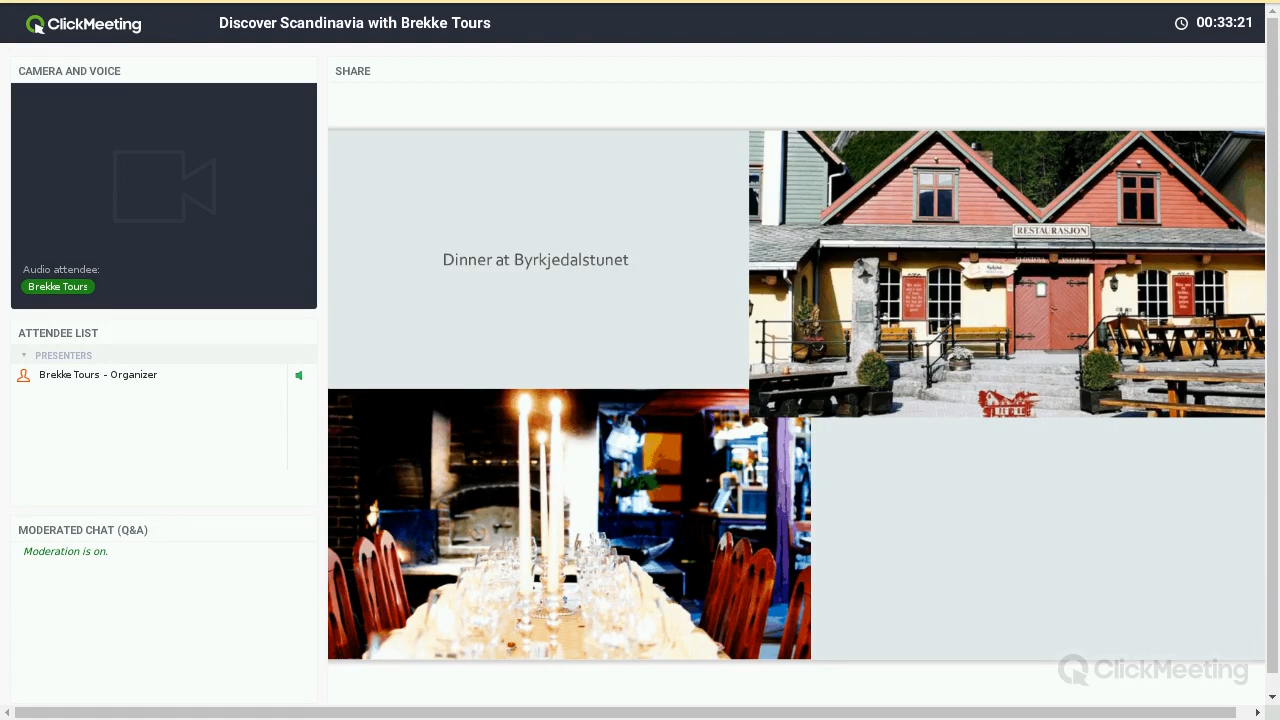 ClickMeeting
Discover Scandinavia with Brekke Tours
00:33:21
CAMERA AND VOICE
Audio attendee:
Brekke Tours
ATTENDEE LIST
PRESENTERS
Brekke Tours - Organizer
MODERATED CHAT (Q&A)
Moderation is on.
SHARE
Dinner at Byrkjedalstunet
RESTAURASJON
ClickMeeting